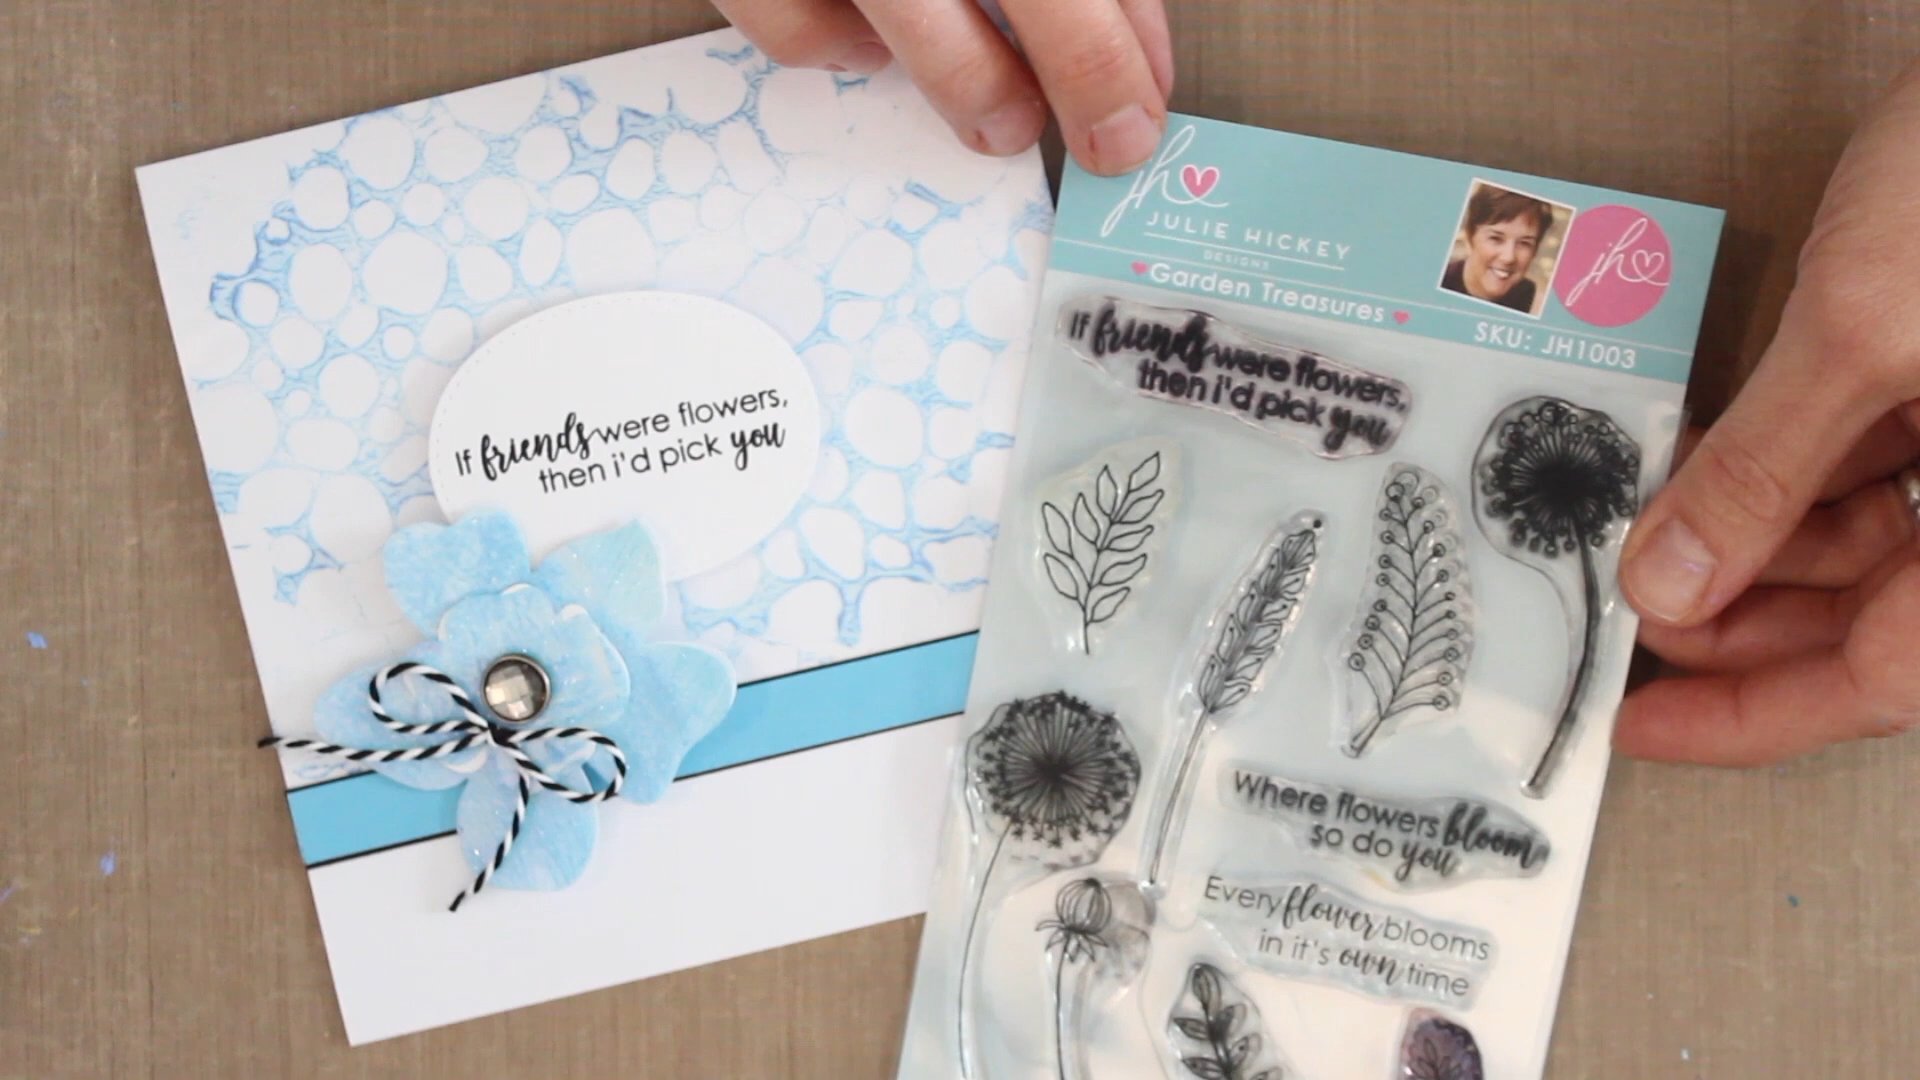 If friends were flowers,
then i'd pick you
jh
JULIE HICKEY
DESIGNS
Garden Treasures
jh
SKU: JH1003
If friends were flowers,
then i'd pick you
Where flowers bloom
so do you
Every flower blooms
in it's own time